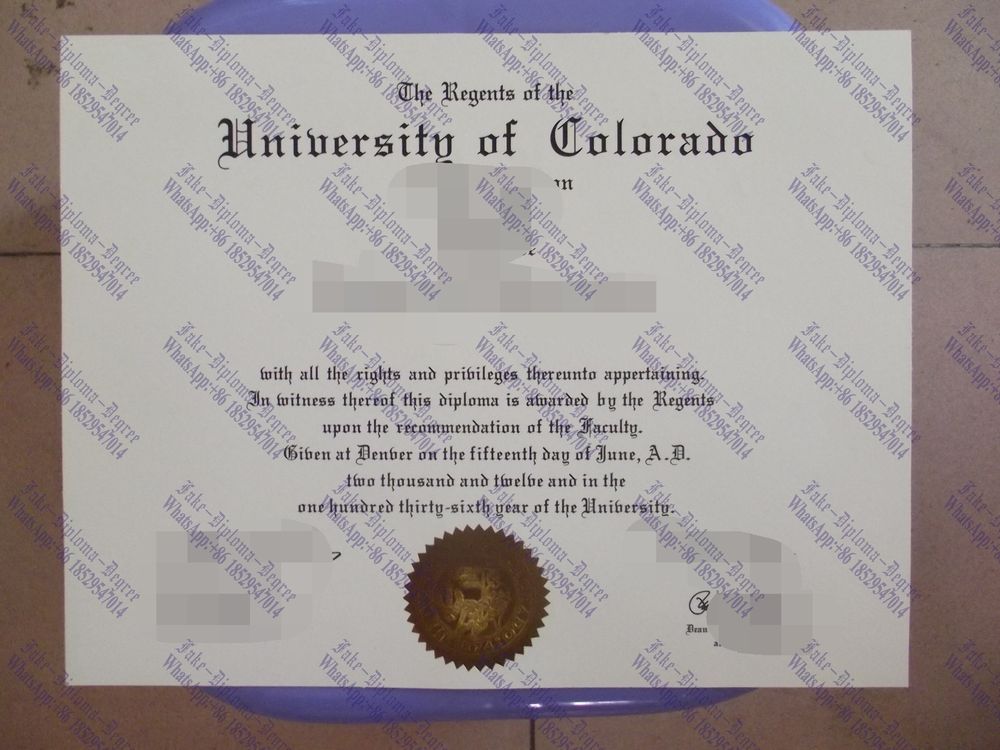 The Regents of the
University of Colorado
with all the rights and privileges thereunto appertaining.
In witness thereof this diploma is awarded by the Regents
upon the recommendation of the Faculty.
Given at Denver on the fifteenth day of June, A.D.
two thousand and twelve and in the
one hundred thirty-sixth year of the University.
Dean
Fake-Diploma-Degree
WhatsApp:+86 18529547014